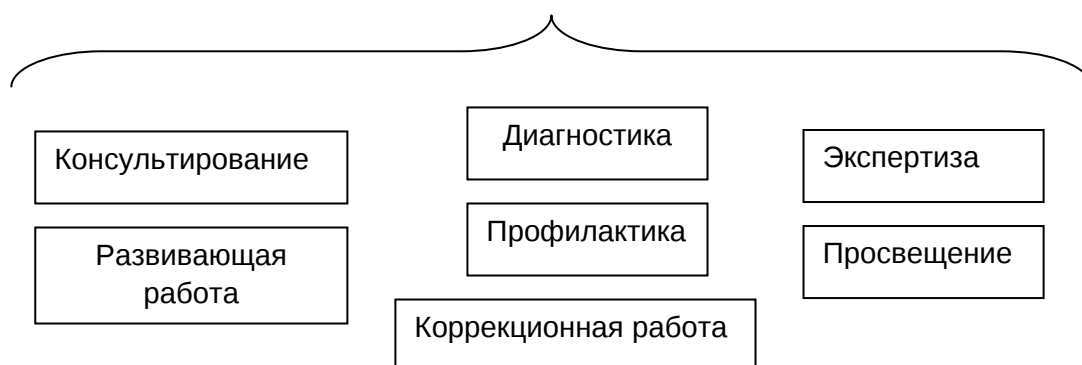 Консультирование
Диагностика
Экспертиза
Развивающая
работа
Профилактика
Просвещение
Коррекционная работа